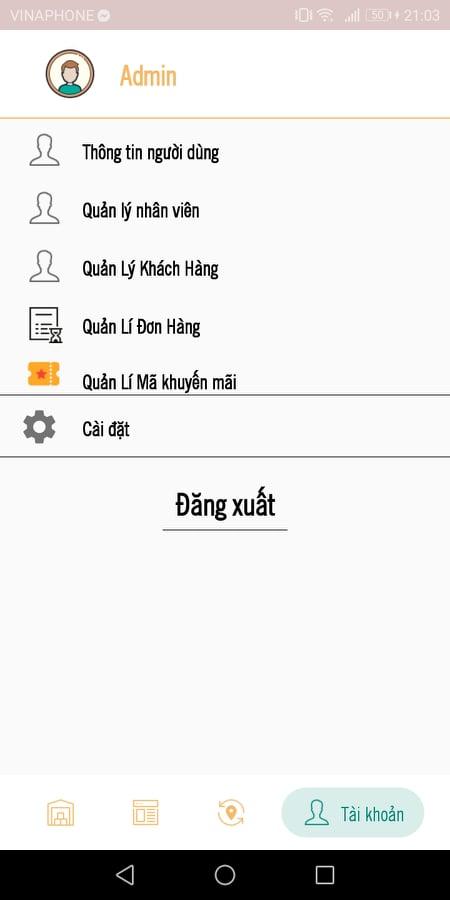 VINAPHONE 50 21:03
Admin
Thông tin người dùng
Quản lý nhân viên
Quản Lý Khách Hàng
Quản Lí Đơn Hàng
Quản Lí Mã khuyến mãi
Cài đặt
Đăng xuất
Tài khoản